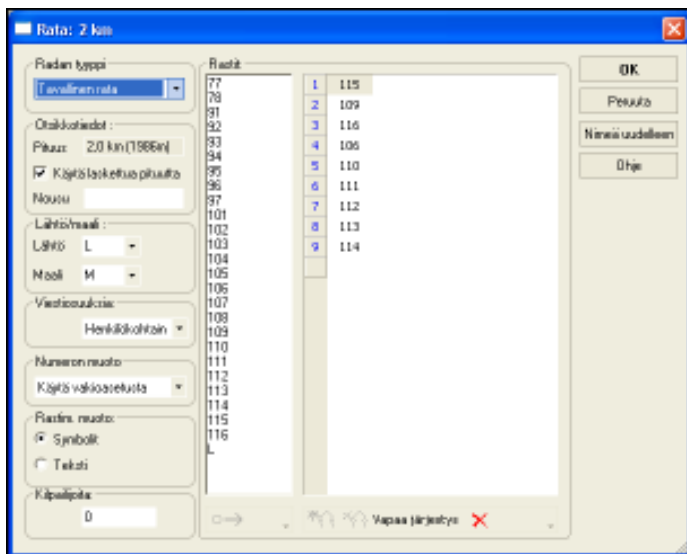 Rata: 2 km
Radan tyyppi
Tavallinen rata
Otsikkotiedot :
Pituus: 2,0 km (1986m)
Käytä laskettua pituutta
Nousu
Lähtö/maali :
Lähtö L
Maali M
Viestiosuuksia:
Henkilökohtain
Numeron muoto
Käytä vakioasetusta
Rastim. muoto:
Symbolit
Teksti
Kilpailijoita:
0
Rastit
77
78
91
92
93
94
95
96
97
101
102
103
104
105
106
107
108
109
110
111
112
113
114
115
116
L
1 115
2 109
3 116
4 106
5 110
6 111
7 112
8 113
9 114
Vapaa järjestys
OK
Peruuta
Nimeä uudelleen
Ohje